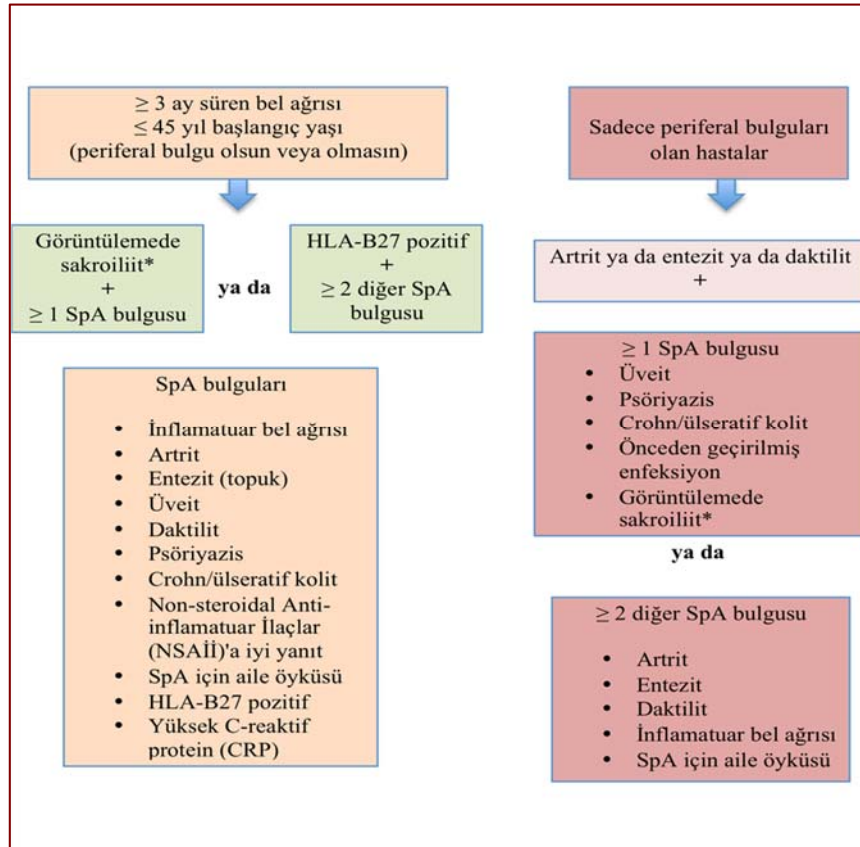 ≥ 3 ay süren bel ağrısı
≤ 45 yıl başlangıç yaşı
(periferal bulgu olsun veya olmasın)
Görüntülemede
sakroiliit*
+
≥ 1 SpA bulgusu
ya da
HLA-B27 pozitif
+
≥ 2 diğer SpA
bulgusu
SpA bulguları
• İnflamatuar bel ağrısı
• Artrit
• Entezit (topuk)
• Üveit
• Daktilit
• Psöriyazis
• Crohn/ülseratif kolit
• Non-steroidal Anti-
inflamatuar İlaçlar
(NSAİİ)'a iyi yanıt
• SpA için aile öyküsü
• HLA-B27 pozitif
• Yüksek C-reaktif
protein (CRP)
Sadece periferal bulguları
olan hastalar
Artrit ya da entezit ya da daktilit
+
≥ 1 SpA bulgusu
• Üveit
• Psöriyazis
• Crohn/ülseratif kolit
• Önceden geçirilmiş
enfeksiyon
• Görüntülemede
sakroiliit*
ya da
≥ 2 diğer SpA bulgusu
• Artrit
• Entezit
• Daktilit
• İnflamatuar bel ağrısı
• SpA için aile öyküsü